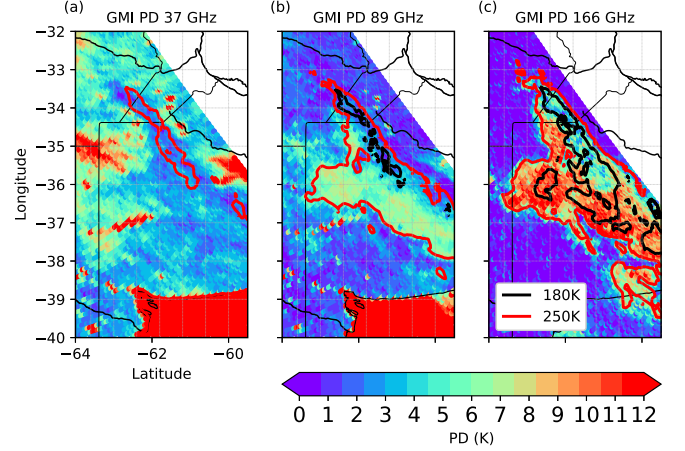 (a) GMI PD 37 GHz
(b) GMI PD 89 GHz
(c) GMI PD 166 GHz
−32
−33
−34
−35
−36
−37
−38
−39
−40
Longitude
−64 −62 −60
Latitude
180K
250K
0 1 2 3 4 5 6 7 8 9 10 11 12
PD (K)